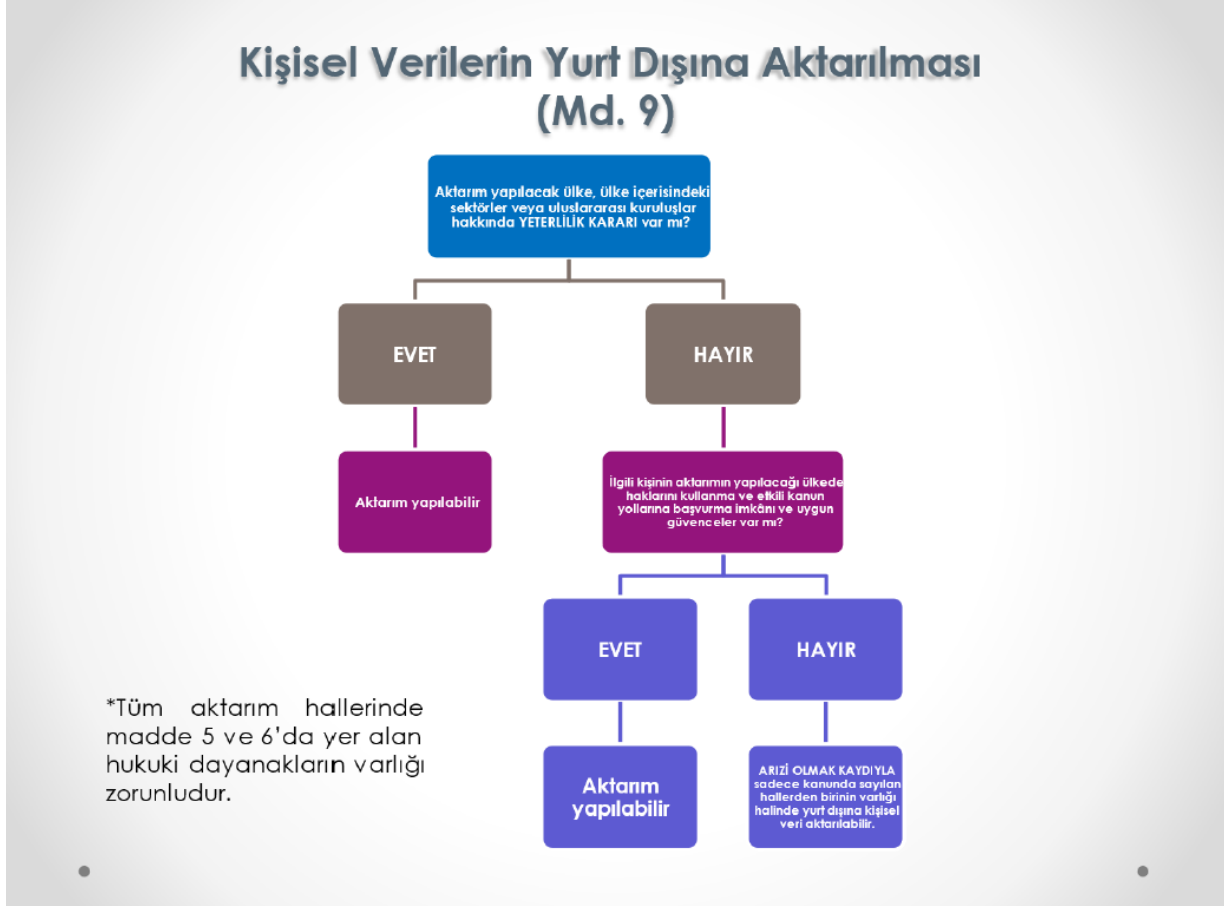 Kişisel Verilerin Yurt Dışına Aktarılması
(Md. 9)
Aktarım yapılacak ülke, ülke içerisindeki
sektörler veya uluslararası kuruluşlar
hakkında YETERLİLİK KARARI var mı?
EVET
HAYIR
Aktarım yapılabilir
İlgili kişinin aktarımın yapılacağı ülkede
haklarını kullanma ve etkili kanun
yollarına başvurma imkânı ve uygun
güvenceler var mı?
EVET
HAYIR
*Tüm aktarım hallerinde
madde 5 ve 6'da yer alan
hukuki dayanakların varlığı
zorunludur.
Aktarım
yapılabilir
ARIZİ OLMAK KAYDIYLA
sadece kanunda sayılan
hallerden birinin varlığı
halinde yurt dışına kişisel
veri aktarılabilir.